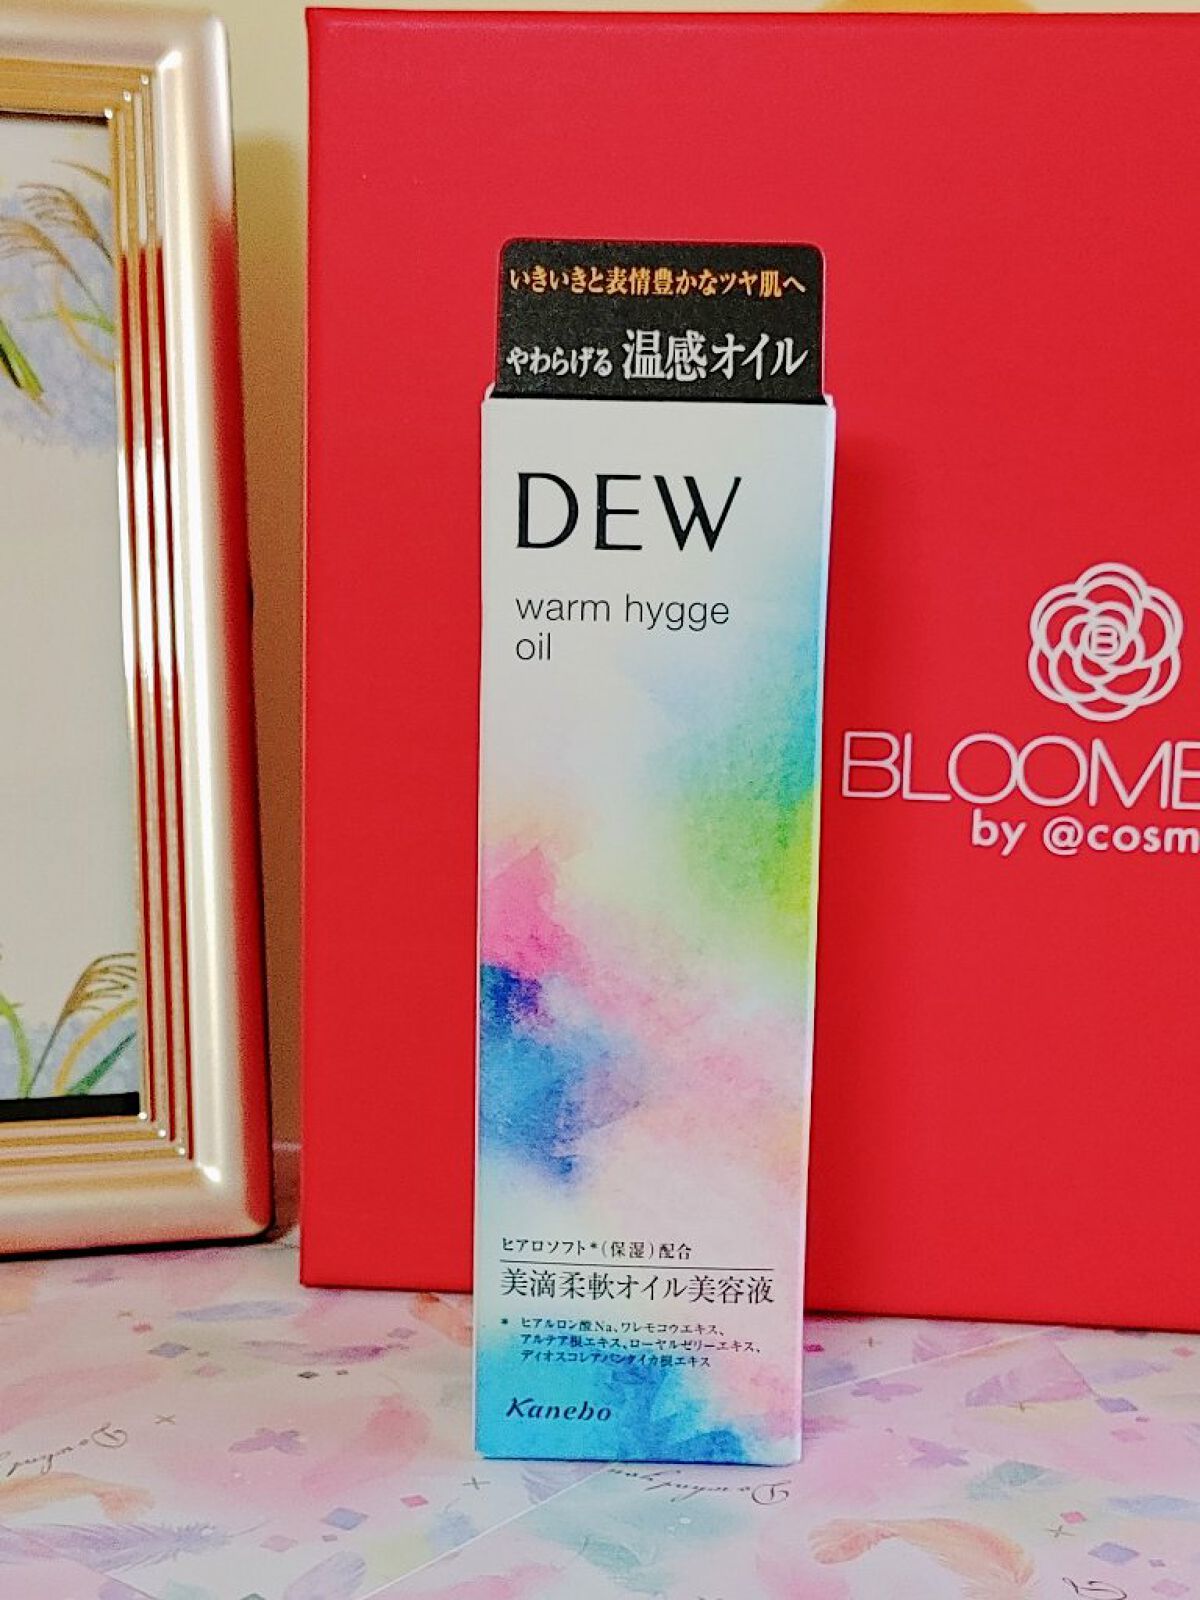 いきいきと表情豊かなツヤ肌へ
やわらげる 温感オイル
DEW
warm hygge
oil
ヒアロソフト*(保湿)配合
美滴柔軟オイル美容液
* ヒアルロン酸Na、ワレモコウエキス、
アルテア根エキス、ローヤルゼリーエキス、
ディオスコレアバンタイカ根エキス
Kanebo
B
BLOOME
by @cosm